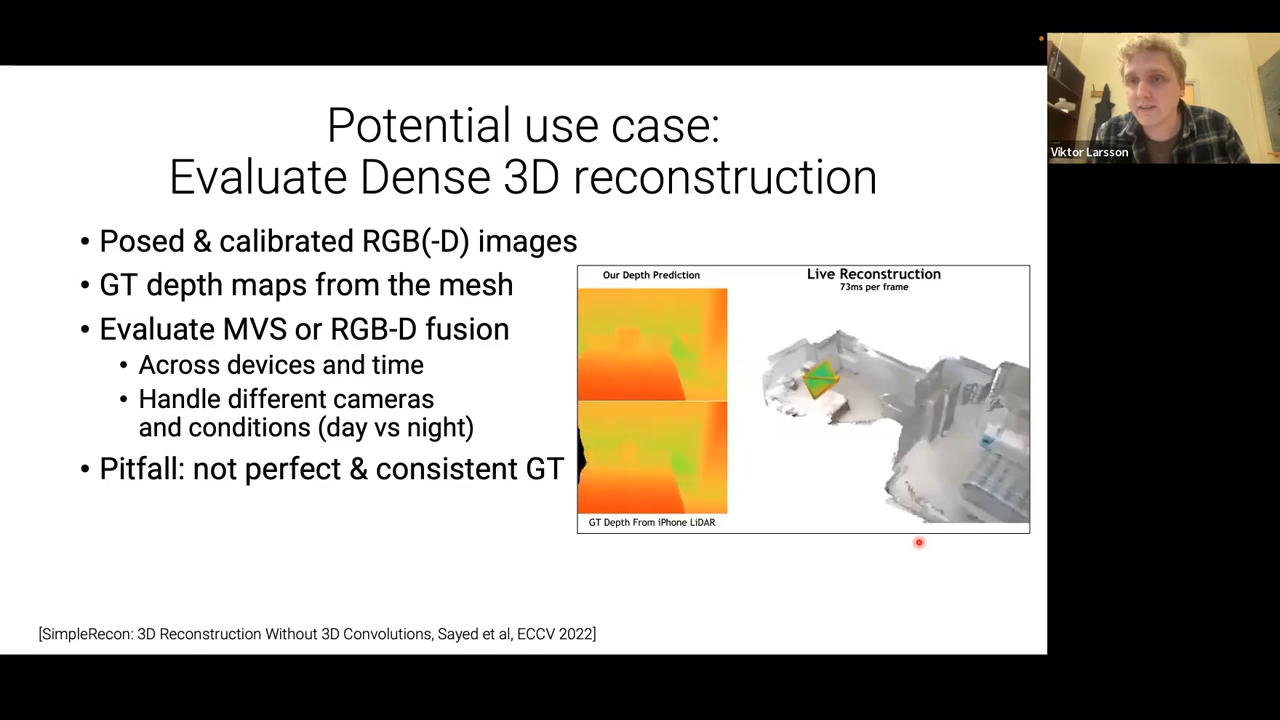 Potential use case:
Evaluate Dense 3D reconstruction
• Posed & calibrated RGB(-D) images
• GT depth maps from the mesh
• Evaluate MVS or RGB-D fusion
• Across devices and time
• Handle different cameras
and conditions (day vs night)
• Pitfall: not perfect & consistent GT
Our Depth Prediction
Live Reconstruction
73ms per frame
GT Depth From iPhone LiDAR
[SimpleRecon: 3D Reconstruction Without 3D Convolutions, Sayed et al, ECCV 2022]
Viktor Larsson